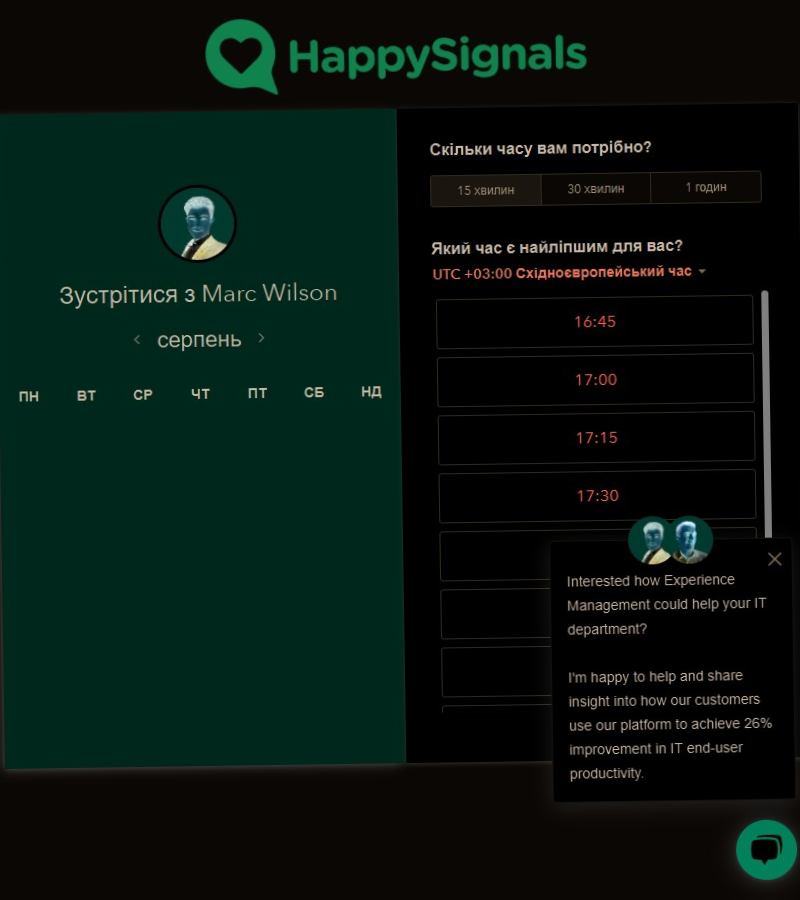 HappySignals
Зустрітися з Marc Wilson
серпень
ПН ВТ СР ЧТ ПТ СБ НД
Скільки часу вам потрібно?
15 хвилин 30 хвилин 1 годин
Який час є найліпшим для вас?
UTC +03:00 Східноєвропейський час
16:45
17:00
17:15
17:30
Interested how Experience
Management could help your IT
department?
I'm happy to help and share
insight into how our customers
use our platform to achieve 26%
improvement in IT end-user
productivity.